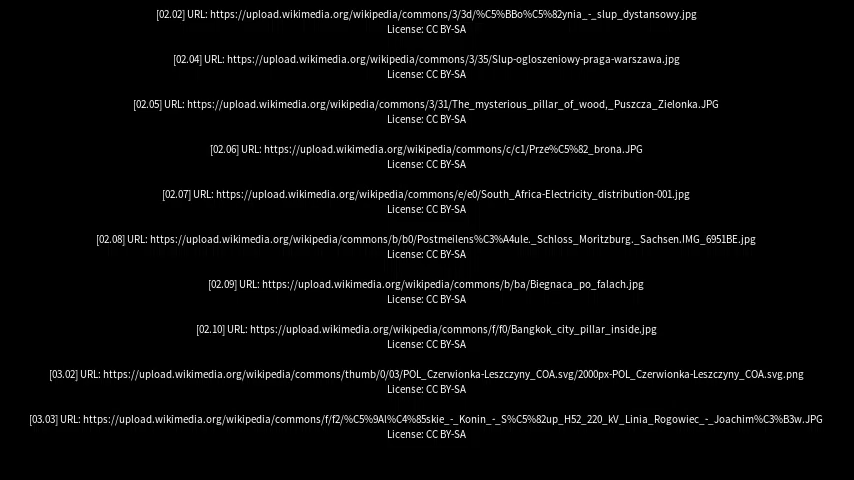 [02.02] URL: https://upload.wikimedia.org/wikipedia/commons/3/3d/%C5%BBo%C5%82ynia_-_slup_dystansowy.jpg
License: CC BY-SA
[02.04] URL: https://upload.wikimedia.org/wikipedia/commons/3/35/Slup-ogloszeniowy-praga-warszawa.jpg
License: CC BY-SA
[02.05] URL: https://upload.wikimedia.org/wikipedia/commons/3/31/The_mysterious_pillar_of_wood,_Puszcza_Zielonka.JPG
License: CC BY-SA
[02.06] URL: https://upload.wikimedia.org/wikipedia/commons/c/c1/Prze%C5%82_brona.JPG
License: CC BY-SA
[02.07] URL: https://upload.wikimedia.org/wikipedia/commons/e/e0/South_Africa-Electricity_distribution-001.jpg
License: CC BY-SA
[02.08] URL: https://upload.wikimedia.org/wikipedia/commons/b/b0/Postmeilens%C3%A4ule._Schloss_Moritzburg._Sachsen.IMG_6951BE.jpg
License: CC BY-SA
[02.09] URL: https://upload.wikimedia.org/wikipedia/commons/b/ba/Biegnaca_po_falach.jpg
License: CC BY-SA
[02.10] URL: https://upload.wikimedia.org/wikipedia/commons/f/f0/Bangkok_city_pillar_inside.jpg
License: CC BY-SA
[03.02] URL: https://upload.wikimedia.org/wikipedia/commons/thumb/0/03/POL_Czerwionka-Leszczyny_COA.svg/2000px-POL_Czerwionka-Leszczyny_COA.svg.png
License: CC BY-SA
[03.03] URL: https://upload.wikimedia.org/wikipedia/commons/f/f2/%C5%9Al%C4%85skie_-_Konin_-_S%C5%82up_H52_220_kV_Linia_Rogowiec_-_Joachim%C3%B3w.JPG
License: CC BY-SA